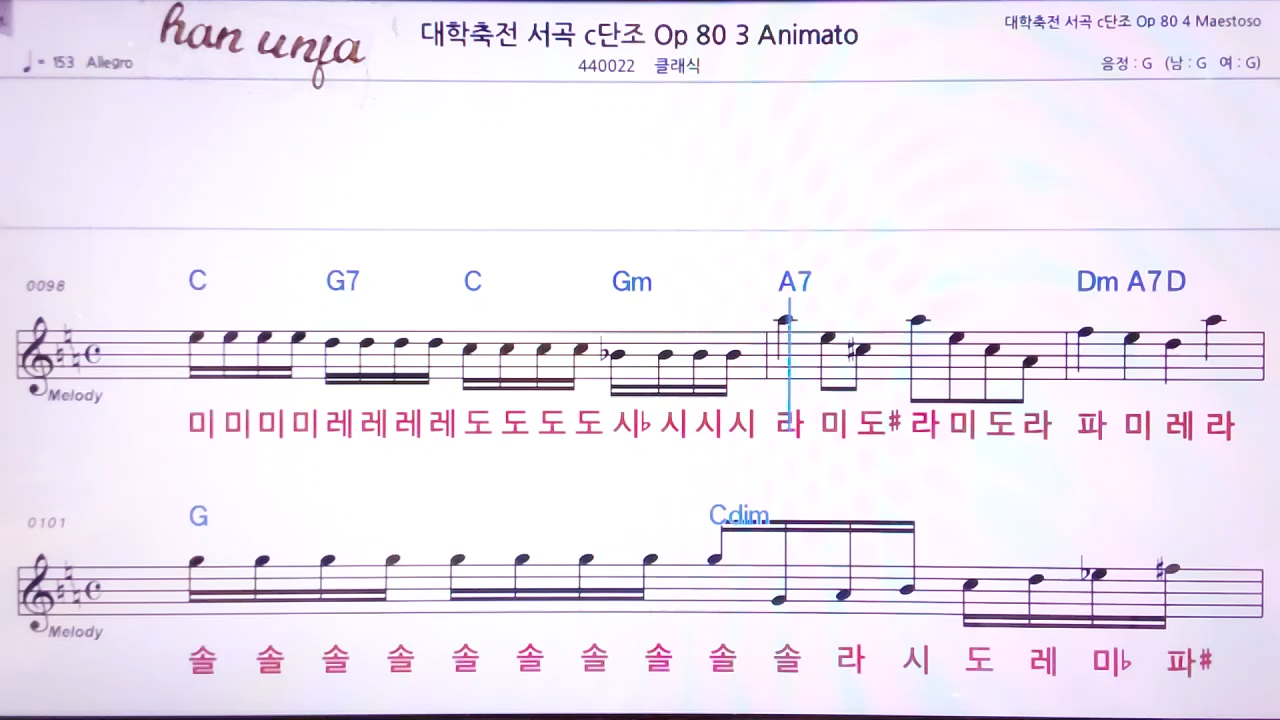 han unfa
대학축전 서곡 c단조 Op 80 3 Animato
대학축전 서곡 c단조 Op 80 4 Maestoso
♩= 153 Allegro
440022 클래식
음정 : G (남 : G 여 : G)
0098
C G7 C Gm A7 Dm A7 D
Melody
미 미 미 미 레 레 레 레 도 도 도 도 시♭ 시 시 시 라 미 도# 라 미 도 라 파 미 레 라
0101
G Cdim
Melody
솔 솔 솔 솔 솔 솔 솔 솔 솔 솔 라 시 도 레 미♭ 파#